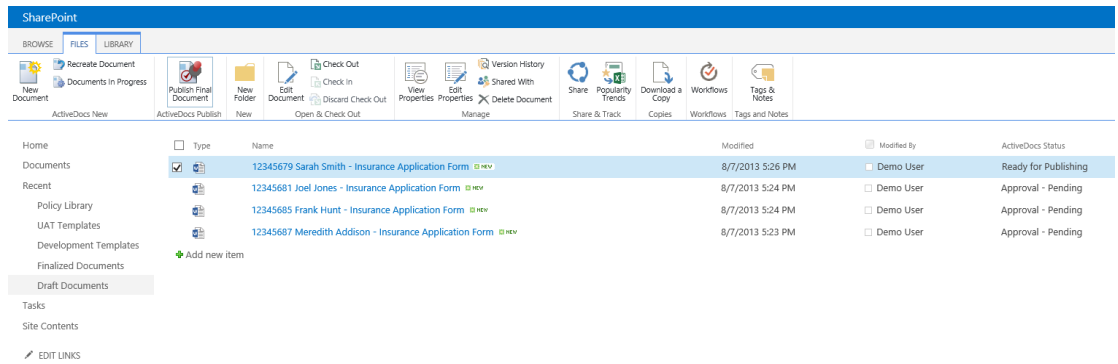 SharePoint
BROWSE FILES LIBRARY
New Document
Recreate Document
Documents In Progress
ActiveDocs New
Publish Final Document
ActiveDocs Publish
New Folder
New
Edit Document
Check Out
Check In
Discard Check Out
Open & Check Out
View Properties
Edit Properties
Version History
Shared With
Delete Document
Manage
Share
Popularity Trends
Share & Track
Download a Copy
Copies
Workflows
Workflows
Tags & Notes
Tags and Notes
Home
Documents
Recent
Policy Library
UAT Templates
Development Templates
Finalized Documents
Draft Documents
Tasks
Site Contents
EDIT LINKS
Type Name Modified Modified By ActiveDocs Status
12345679 Sarah Smith - Insurance Application Form NEW 8/7/2013 5:26 PM Demo User Ready for Publishing
12345681 Joel Jones - Insurance Application Form NEW 8/7/2013 5:24 PM Demo User Approval - Pending
12345685 Frank Hunt - Insurance Application Form NEW 8/7/2013 5:24 PM Demo User Approval - Pending
12345687 Meredith Addison - Insurance Application Form NEW 8/7/2013 5:23 PM Demo User Approval - Pending
Add new item